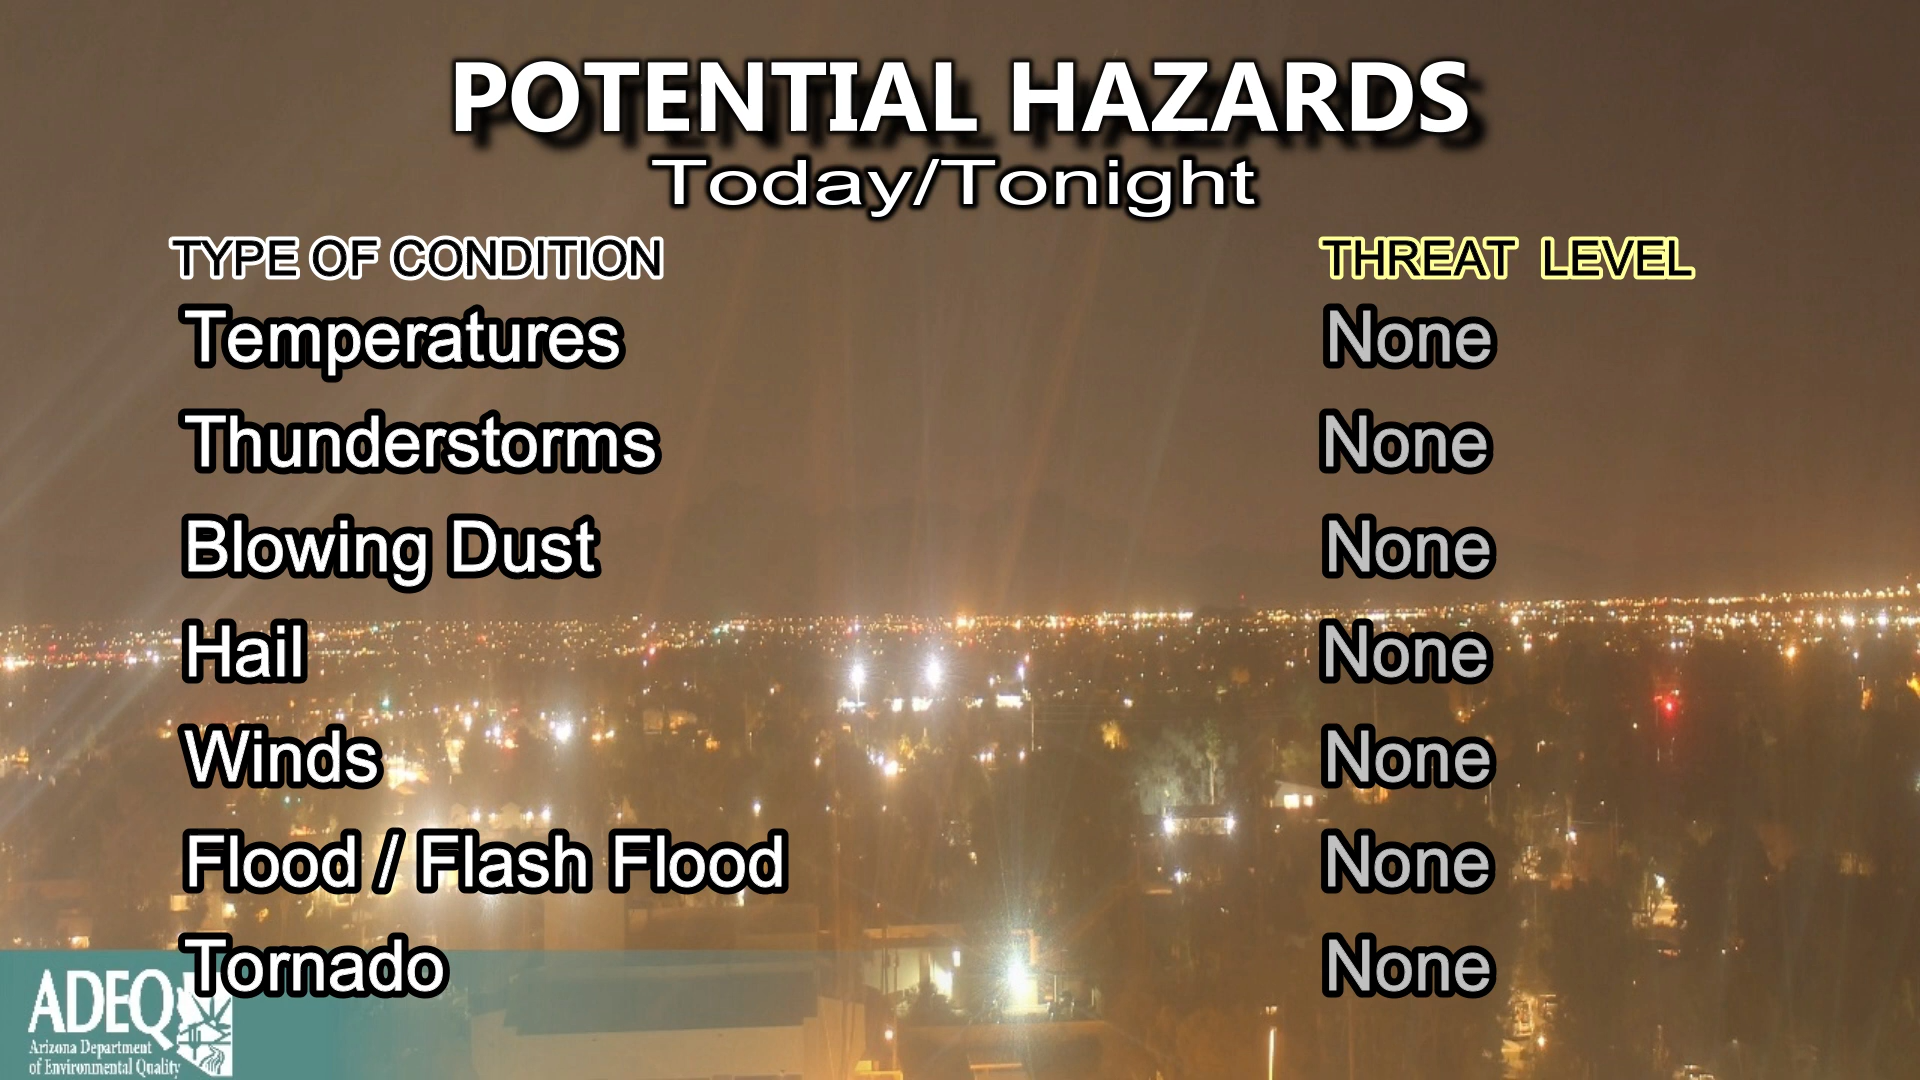 POTENTIAL HAZARDS
Today/Tonight
TYPE OF CONDITION THREAT LEVEL
Temperatures None
Thunderstorms None
Blowing Dust None
Hail None
Winds None
Flood / Flash Flood None
Tornado None
ADEQ
Arizona Department
of Environmental Quality